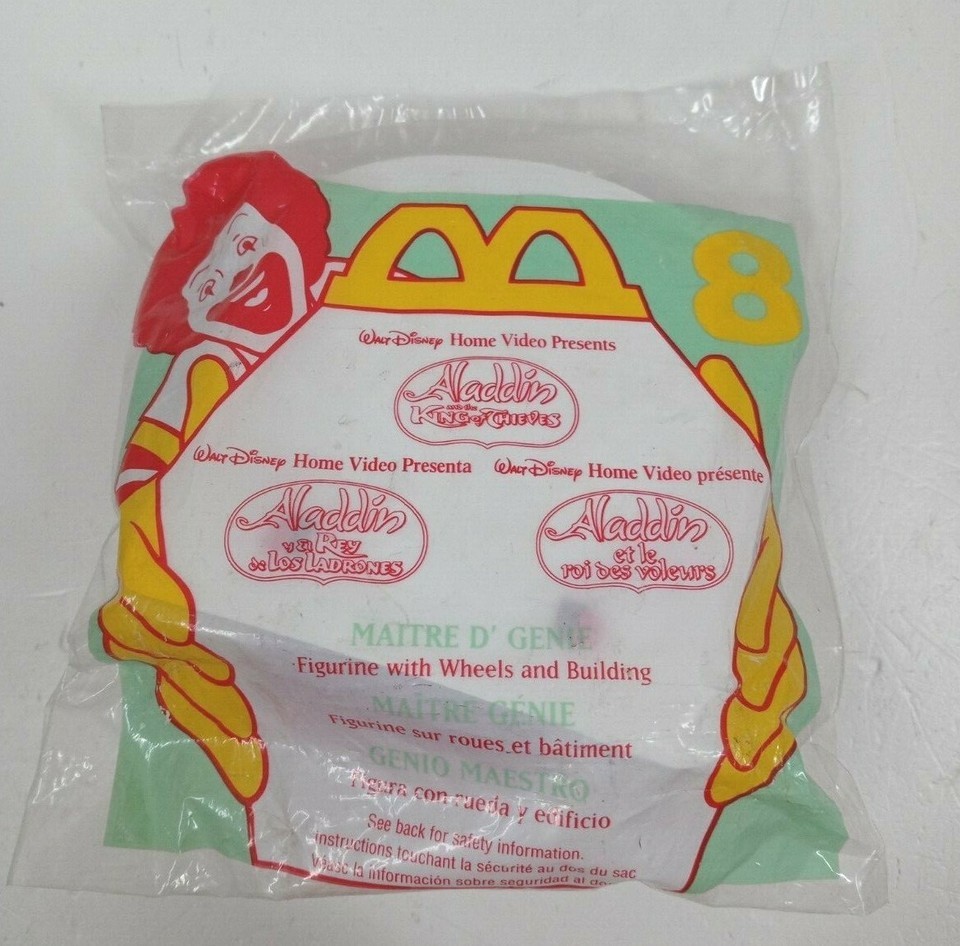 8
Walt Disney Home Video Presents
Aladdin
and the
King of Thieves
Walt Disney Home Video Presenta
Aladdin
y el Rey
de los Ladrones
Walt Disney Home Video présente
Aladdin
et le
roi des voleurs
MAITRE D' GENIE
Figurine with Wheels and Building
MAÎTRE GÉNIE
Figurine sur roues et bâtiment
GENIO MAESTRO
Figura con rueda y edificio
See back for safety information.
Instructions touchant la sécurité au dos du sac
Véase la información sobre seguridad al